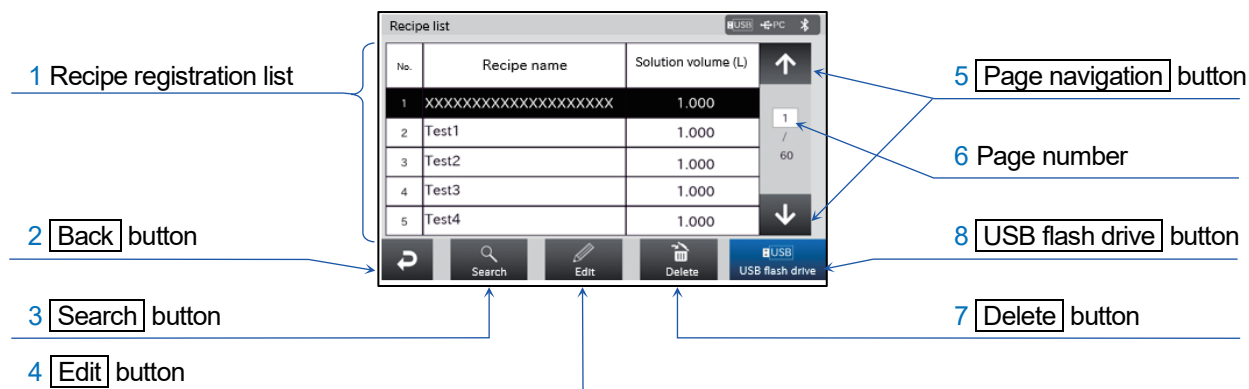 Recipe list
USB PC
No. Recipe name Solution volume (L)
1 XXXXXXXXXXXXXXXXXXXX 1.000
2 Test1 1.000
3 Test2 1.000
4 Test3 1.000
5 Test4 1.000
1
/
60
Search
Edit
Delete
USB
USB flash drive
1 Recipe registration list
2 Back button
3 Search button
4 Edit button
5 Page navigation button
6 Page number
8 USB flash drive button
7 Delete button